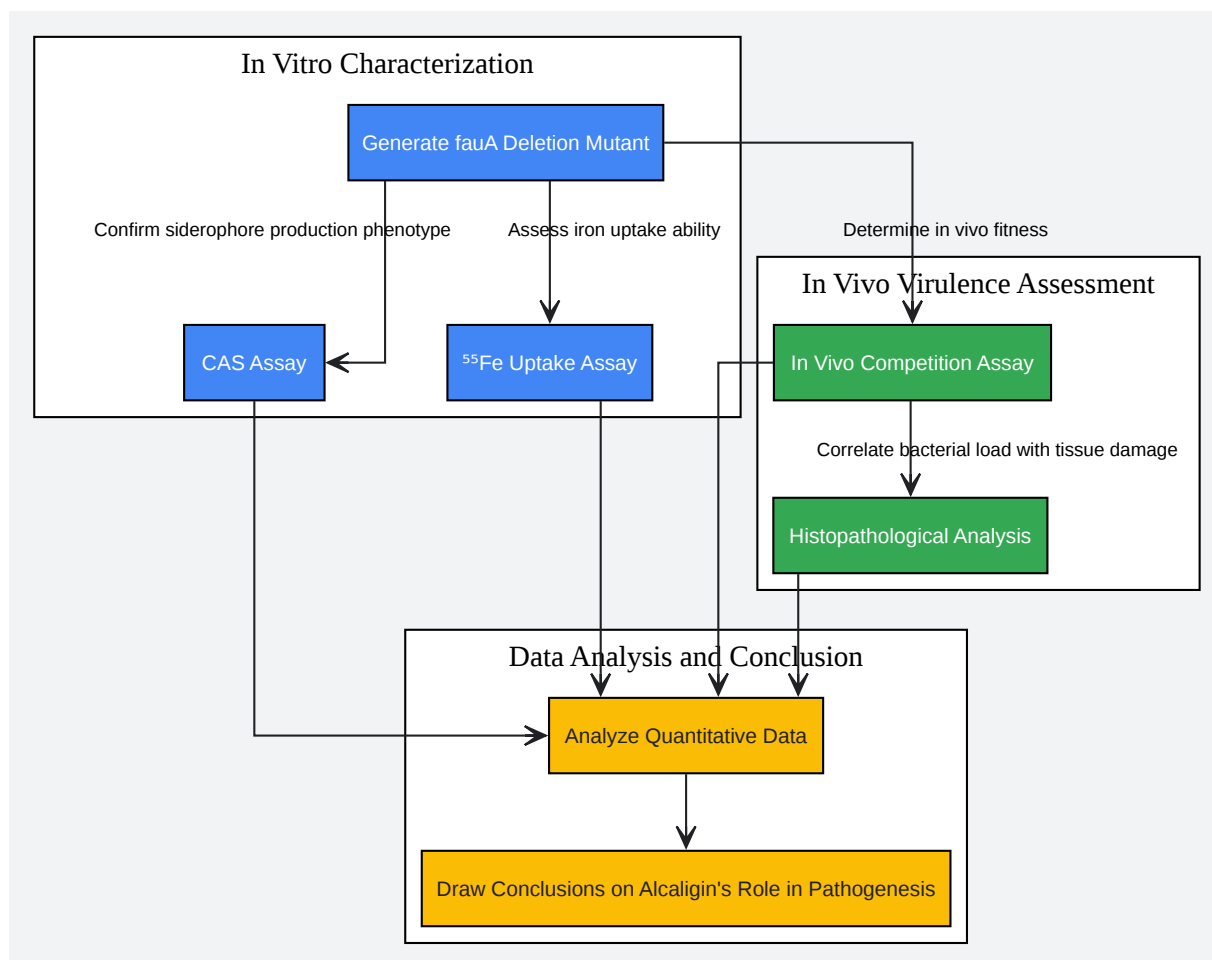 In Vitro Characterization
Generate fauA Deletion Mutant
Confirm siderophore production phenotype
Assess iron uptake ability
Determine in vivo fitness
In Vivo Virulence Assessment
CAS Assay
⁵⁵Fe Uptake Assay
In Vivo Competition Assay
Correlate bacterial load with tissue damage
Histopathological Analysis
Data Analysis and Conclusion
Analyze Quantitative Data
Draw Conclusions on Alcaligin's Role in Pathogenesis